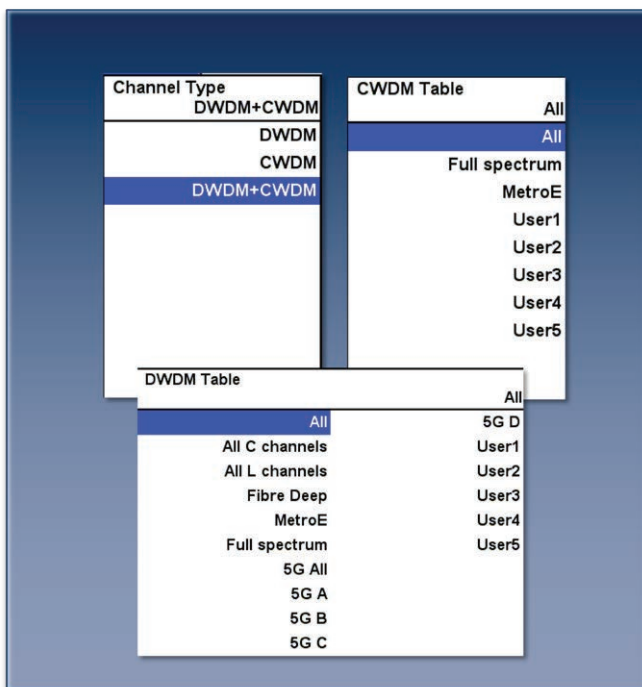 Channel Type
DWDM+CWDM
DWDM
CWDM
DWDM+CWDM
CWDM Table
All
All
Full spectrum
MetroE
User1
User2
User3
User4
User5
DWDM Table
All
All
All C channels
All L channels
Fibre Deep
MetroE
Full spectrum
5G All
5G A
5G B
5G C
5G D
User1
User2
User3
User4
User5